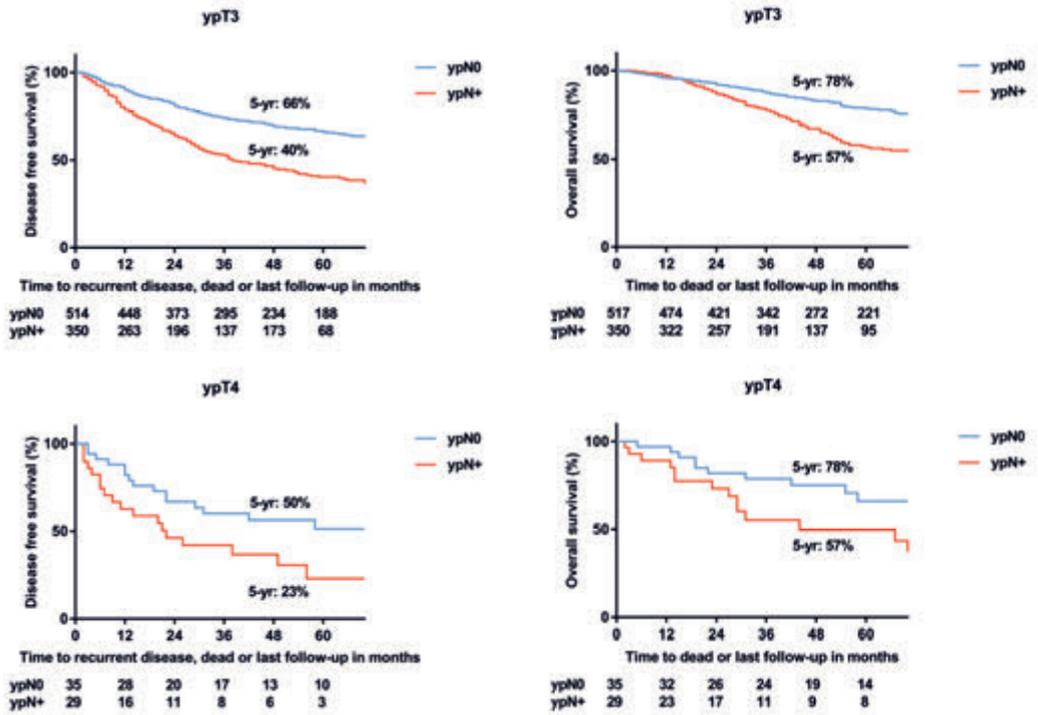 ypT3
Disease free survival (%)
100
50
0
0 12 24 36 48 60
5-yr: 66%
5-yr: 40%
ypN0
ypN+
Time to recurrent disease, dead or last follow-up in months
ypN0 514 448 373 295 234 188
ypN+ 350 263 196 137 173 68
ypT3
Overall survival (%)
100
50
0
0 12 24 36 48 60
5-yr: 78%
5-yr: 57%
ypN0
ypN+
Time to dead or last follow-up in months
ypN0 517 474 421 342 272 221
ypN+ 350 322 257 191 137 95
ypT4
Disease free survival (%)
100
50
0
0 12 24 36 48 60
5-yr: 50%
5-yr: 23%
ypN0
ypN+
Time to recurrent disease, dead or last follow-up in months
ypN0 35 28 20 17 13 10
ypN+ 29 16 11 8 6 3
ypT4
Overall survival (%)
100
50
0
0 12 24 36 48 60
5-yr: 78%
5-yr: 57%
ypN0
ypN+
Time to dead or last follow-up in months
ypN0 35 32 26 24 19 14
ypN+ 29 23 17 11 9 8